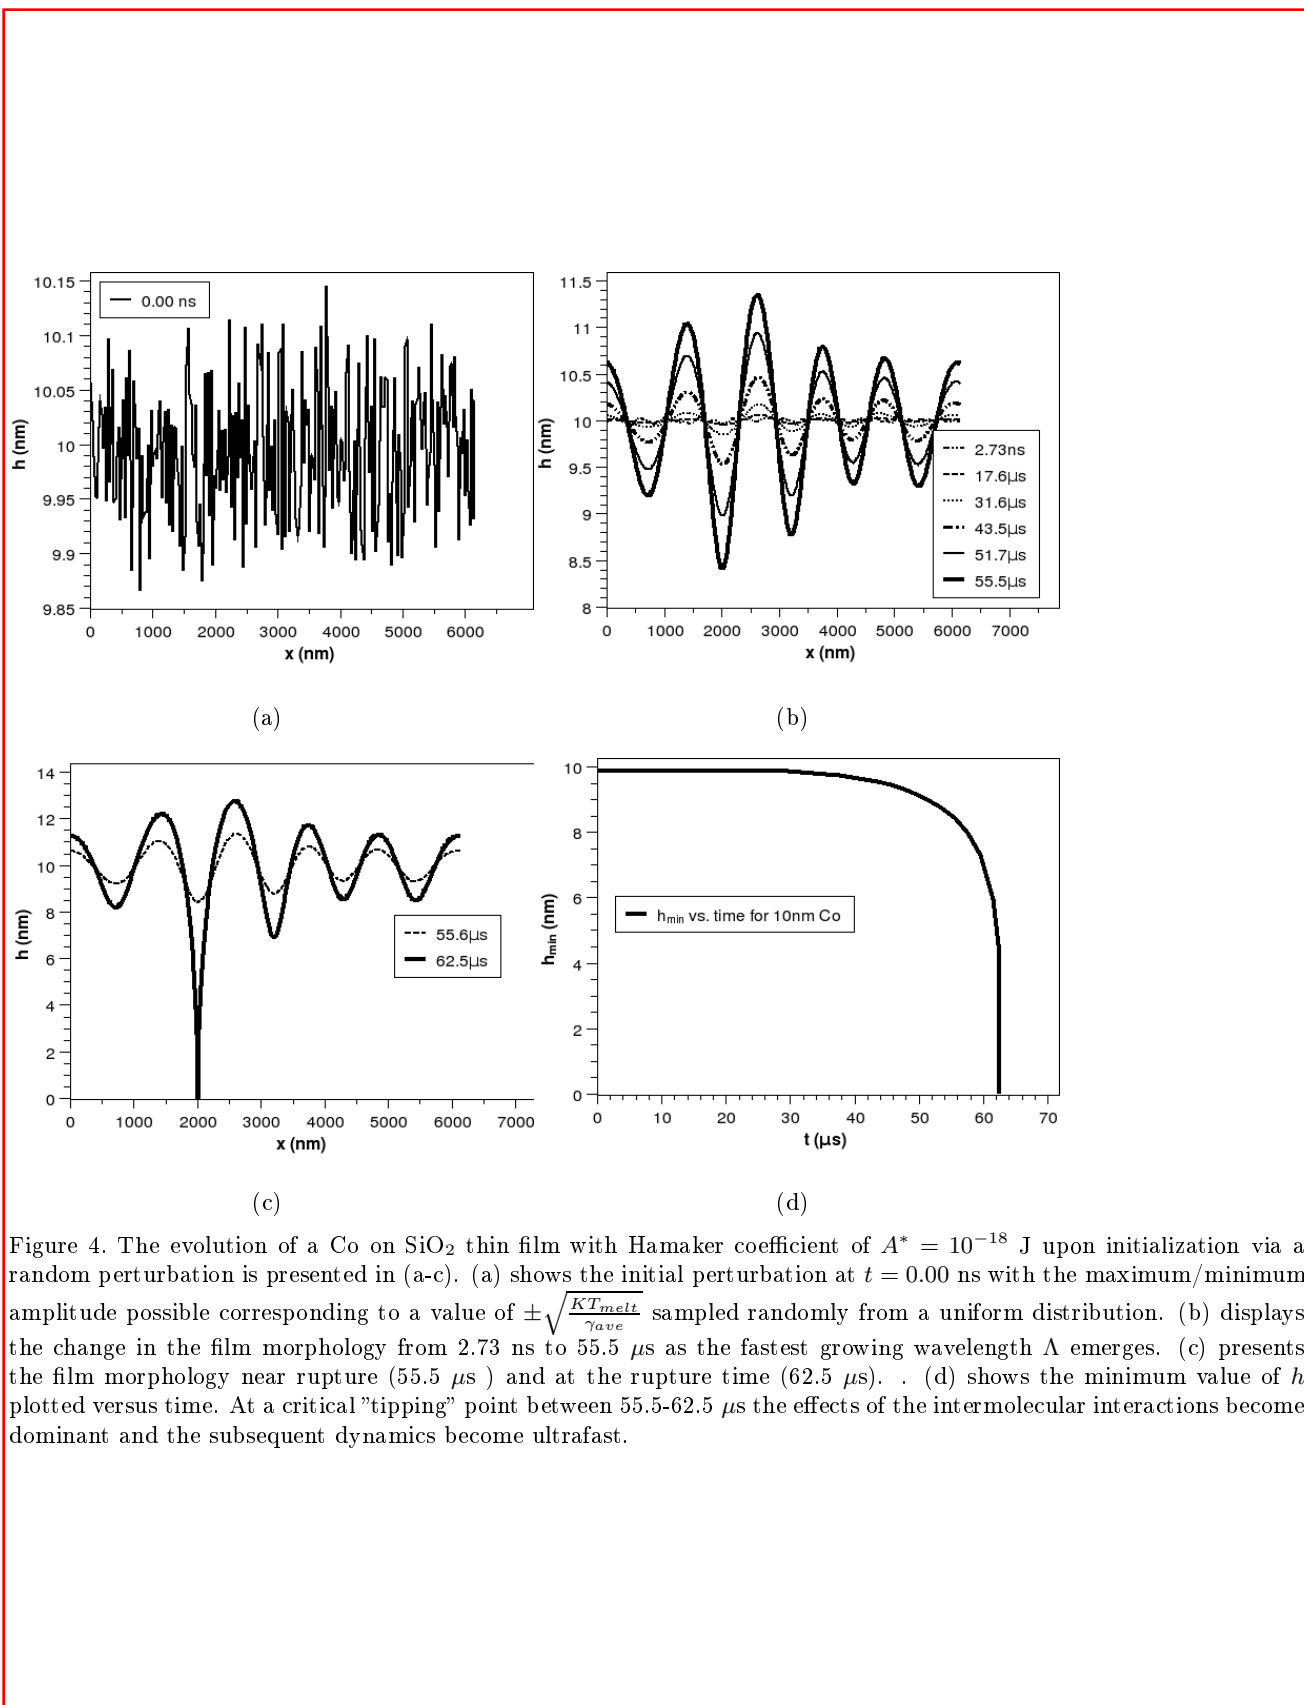 10.15
10.1
10.05
10
9.95
9.9
9.85
h (nm)
0.00 ns
0 1000 2000 3000 4000 5000 6000
x (nm)
(a)
11.5
11
10.5
10
9.5
9
8.5
8
h (nm)
2.73ns
17.6µs
31.6µs
43.5µs
51.7µs
55.5µs
0 1000 2000 3000 4000 5000 6000 7000
x (nm)
(b)
14
12
10
8
6
4
2
0
h (nm)
55.6µs
62.5µs
0 1000 2000 3000 4000 5000 6000 7000
x (nm)
(c)
10
8
6
4
2
0
h_min (nm)
h_min vs. time for 10nm Co
0 10 20 30 40 50 60 70
t (µs)
(d)
Figure 4. The evolution of a Co on SiO₂ thin film with Hamaker coefficient of A* = 10⁻¹⁸ J upon initialization via a
random perturbation is presented in (a-c). (a) shows the initial perturbation at t = 0.00 ns with the maximum/minimum
amplitude possible corresponding to a value of ±√(KT_melt/γ_ave) sampled randomly from a uniform distribution. (b) displays
the change in the film morphology from 2.73 ns to 55.5 µs as the fastest growing wavelength Λ emerges. (c) presents
the film morphology near rupture (55.5 µs ) and at the rupture time (62.5 µs). . (d) shows the minimum value of h
plotted versus time. At a critical ”tipping” point between 55.5-62.5 µs the effects of the intermolecular interactions become
dominant and the subsequent dynamics become ultrafast.